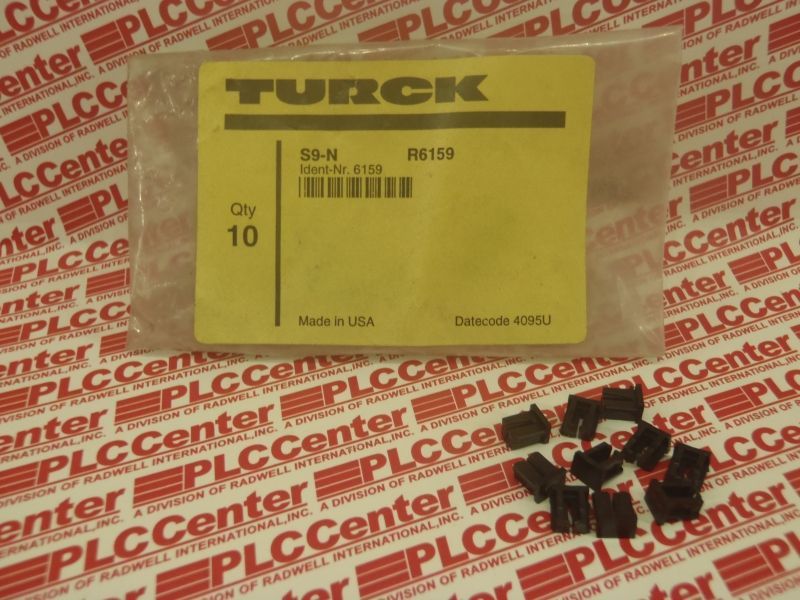 TURCK
S9-N R6159
Ident-Nr. 6159
Qty
10
Made in USA Datecode 4095U
PLCCenter
A DIVISION OF RADWELL INTERNATIONAL, INC.